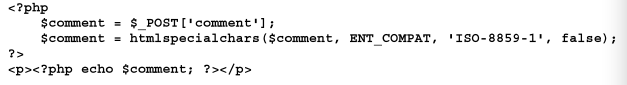 <?php
    $comment = $_POST['comment'];
    $comment = htmlspecialchars($comment, ENT_COMPAT, 'ISO-8859-1', false);
?>
<p><?php echo $comment; ?></p>